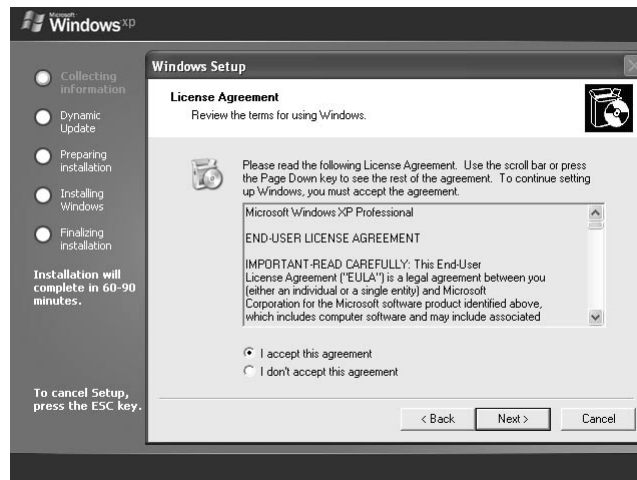 Microsoft
Windows xp
Collecting
information
Dynamic
Update
Preparing
installation
Installing
Windows
Finalizing
installation
Installation will
complete in 60-90
minutes.
To cancel Setup,
press the ESC key.
Windows Setup
License Agreement
Review the terms for using Windows.
Please read the following License Agreement. Use the scroll bar or press
the Page Down key to see the rest of the agreement. To continue setting
up Windows, you must accept the agreement.
Microsoft Windows XP Professional
END-USER LICENSE AGREEMENT
IMPORTANT-READ CAREFULLY: This End-User
License Agreement ("EULA") is a legal agreement between you
(either an individual or a single entity) and Microsoft
Corporation for the Microsoft software product identified above,
which includes computer software and may include associated
I accept this agreement
I don't accept this agreement
< Back
Next >
Cancel